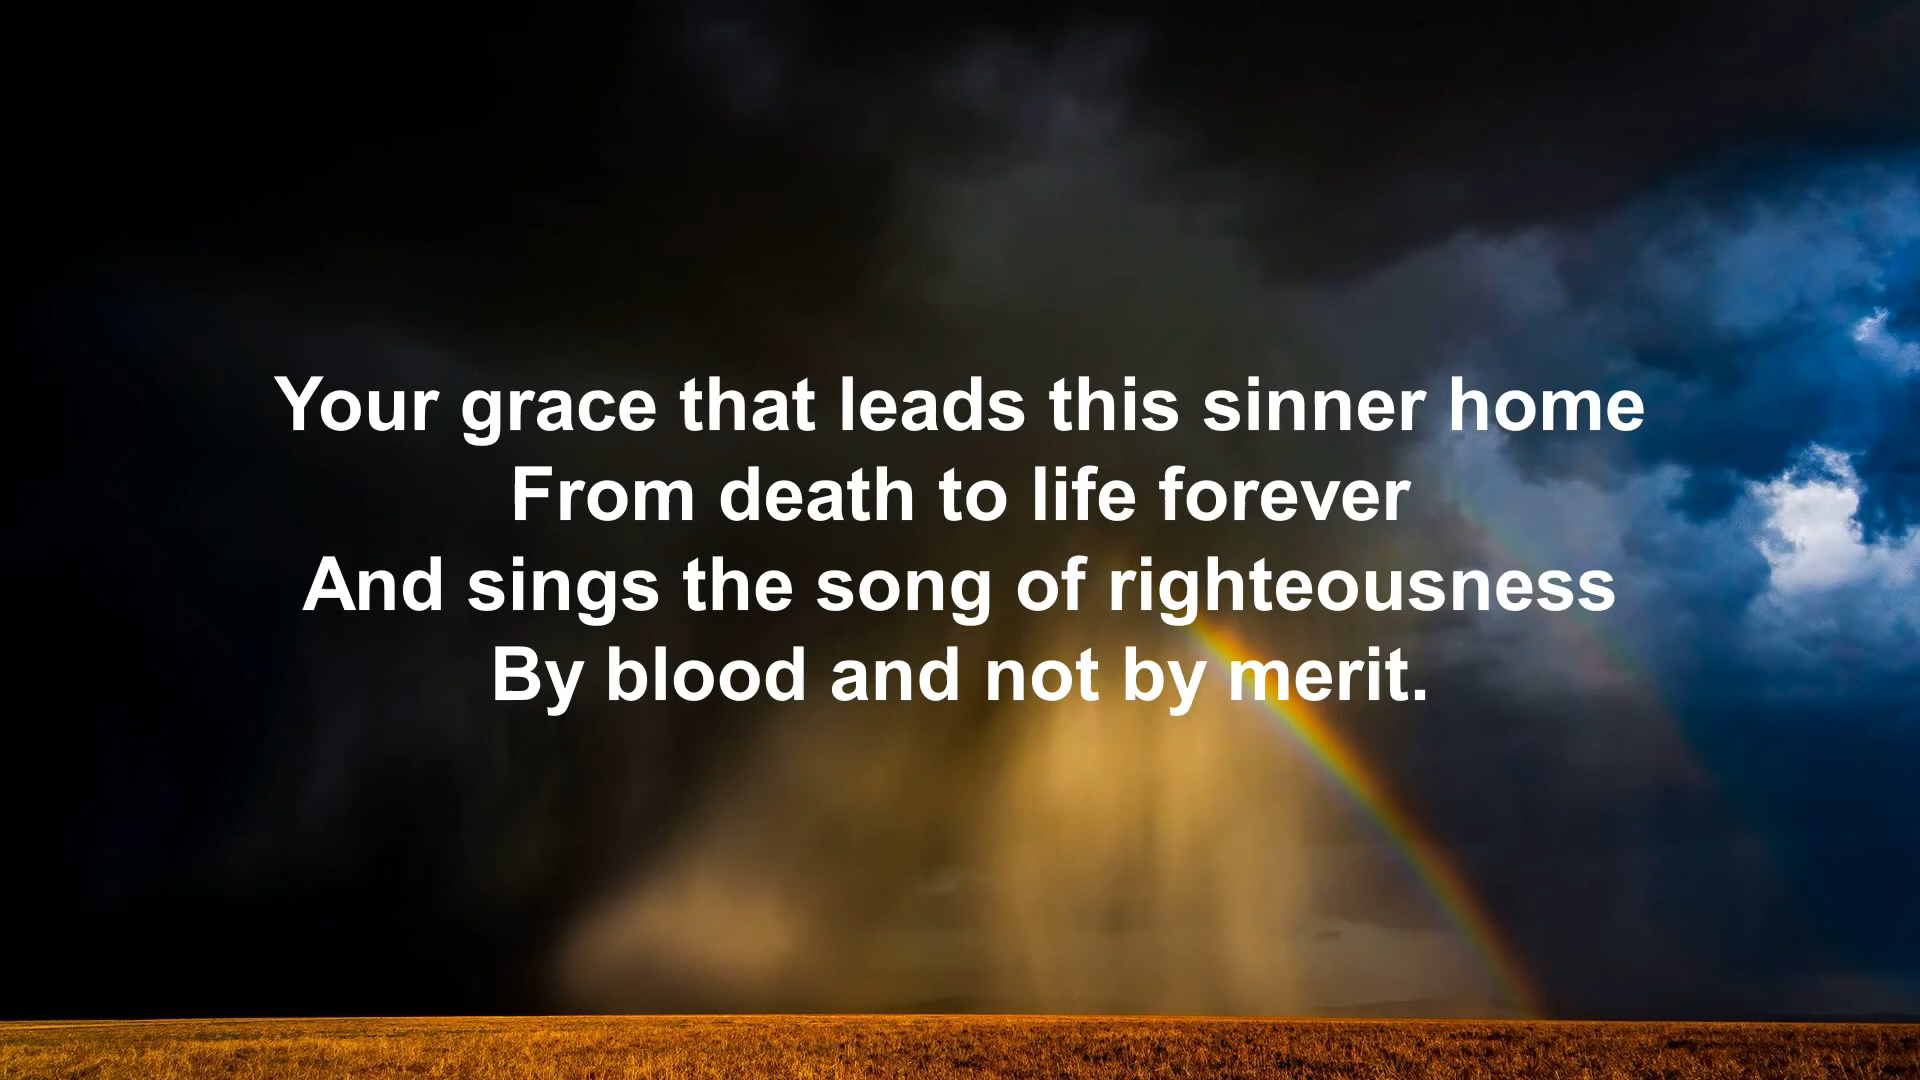 Your grace that leads this sinner home
From death to life forever
And sings the song of righteousness
By blood and not by merit.